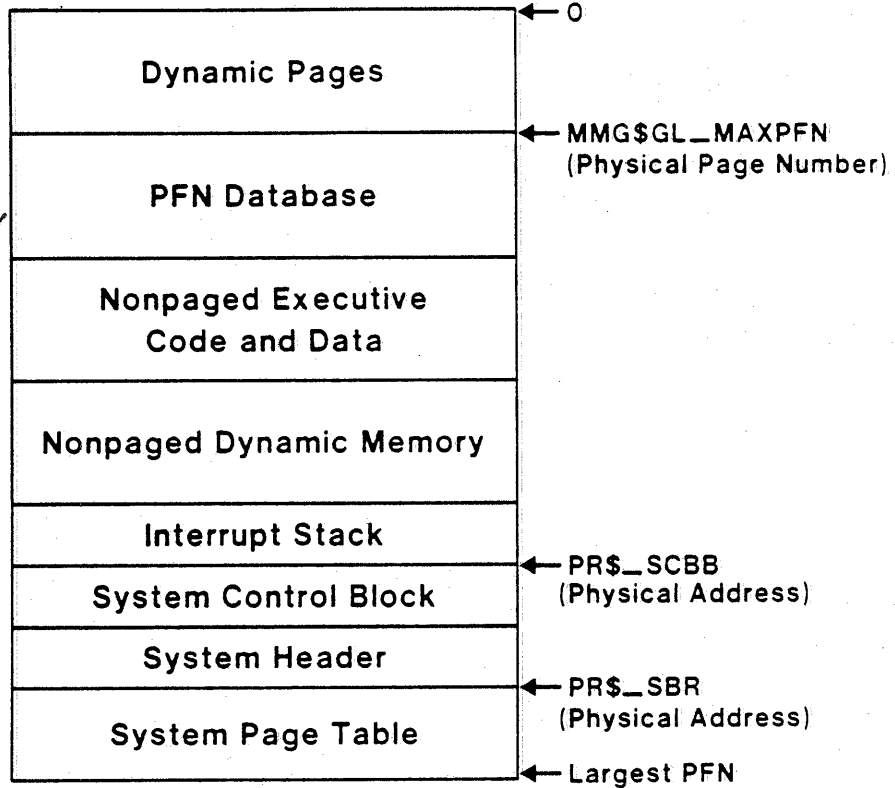 0
Dynamic Pages
MMG$GL_MAXPFN
(Physical Page Number)
PFN Database
Nonpaged Executive
Code and Data
Nonpaged Dynamic Memory
Interrupt Stack
PR$_SCBB
(Physical Address)
System Control Block
System Header
PR$_SBR
(Physical Address)
System Page Table
Largest PFN